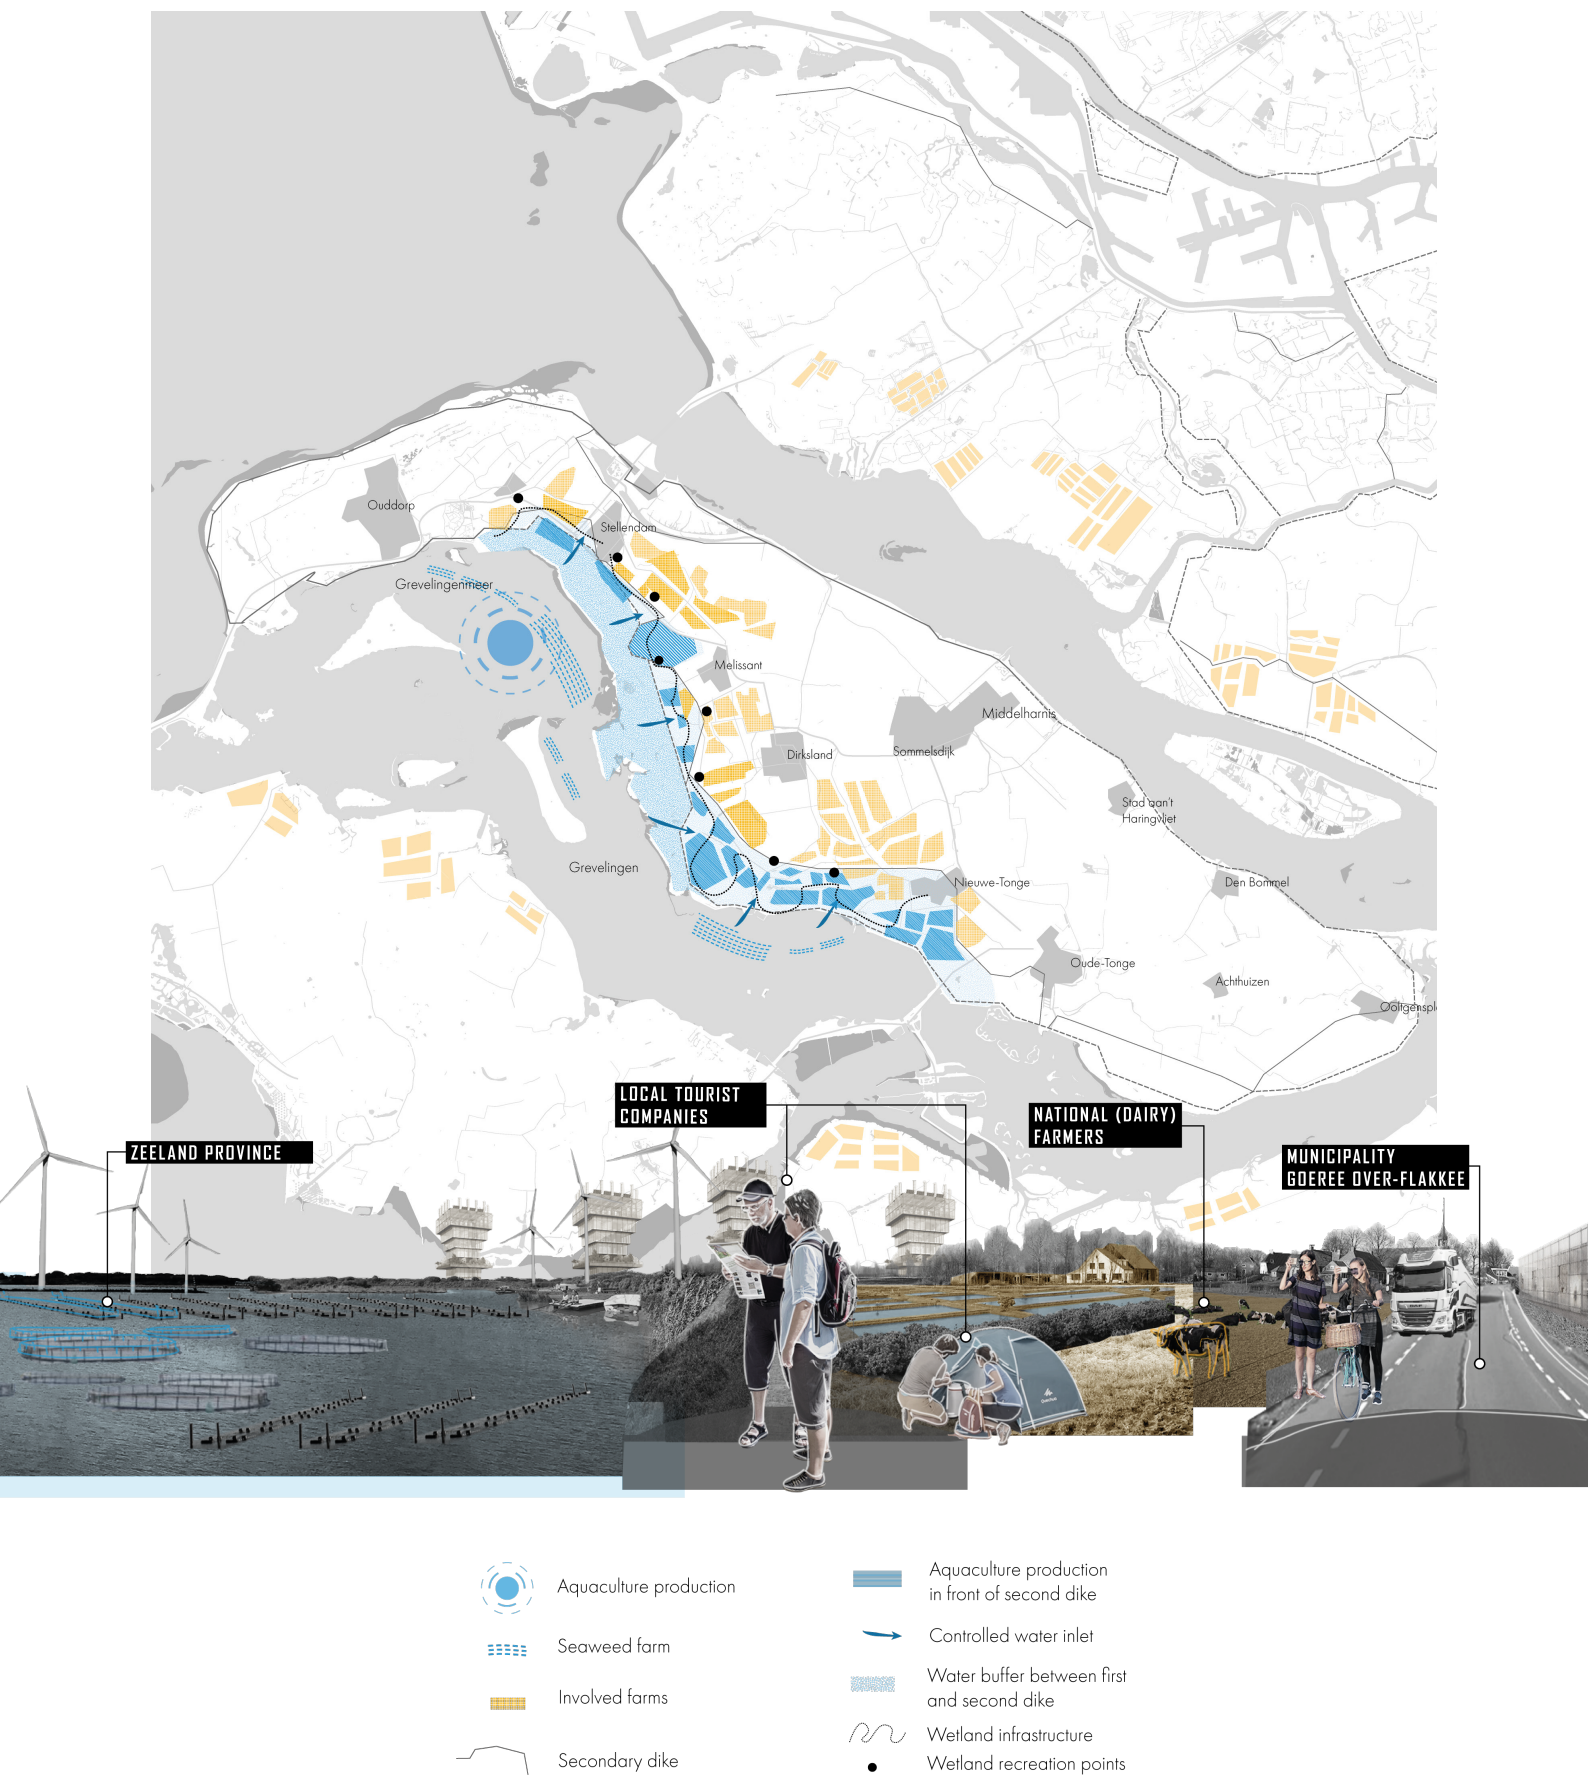 Ouddorp
Stellendam
Grevelingenmeer
Melissant
Middelharnis
Sommelsdijk
Dirksland
Stad aan't
Haringvliet
Grevelingen
Nieuwe-Tonge
Den Bommel
Oude-Tonge
Achthuizen
Ooltgenspl
LOCAL TOURIST
COMPANIES
NATIONAL (DAIRY)
FARMERS
ZEELAND PROVINCE
MUNICIPALITY
GOEREE OVER-FLAKKEE
Aquaculture production
Seaweed farm
Involved farms
Secondary dike
Aquaculture production
in front of second dike
Controlled water inlet
Water buffer between first
and second dike
Wetland infrastructure
Wetland recreation points